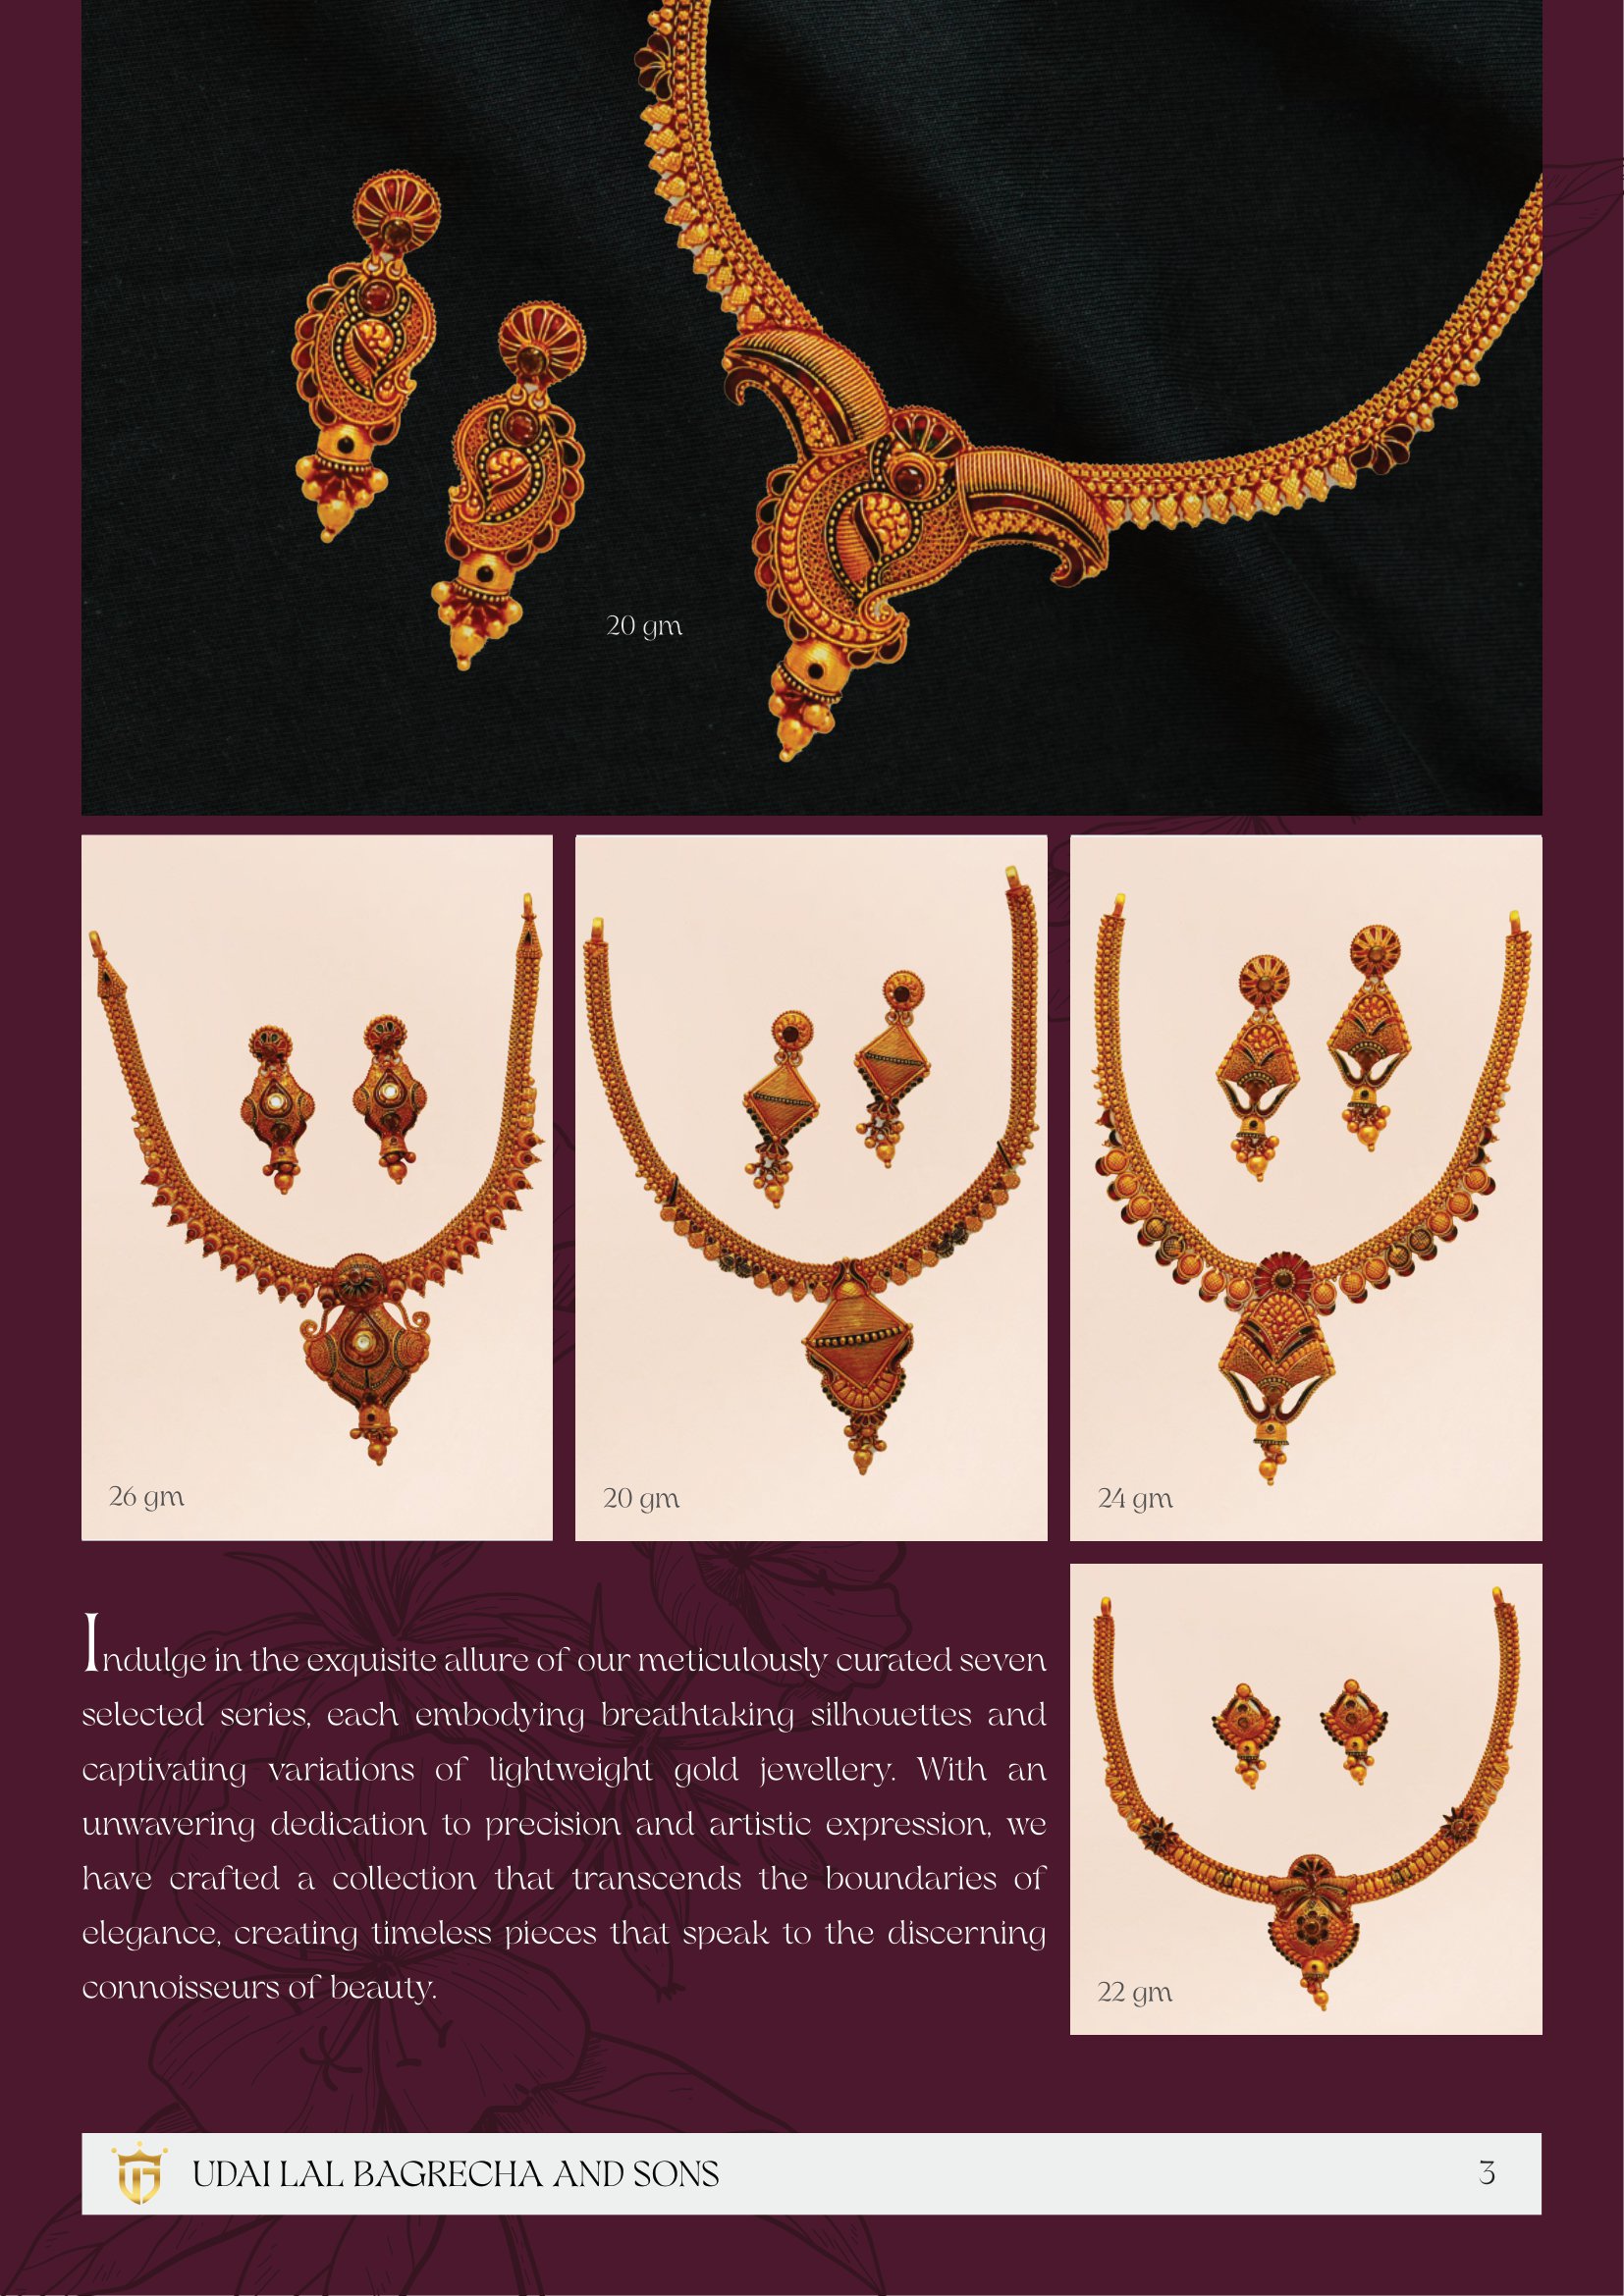 20 gm
26 gm
20 gm
24 gm
Indulge in the exquisite allure of our meticulously curated seven
selected series, each embodying breathtaking silhouettes and
captivating variations of lightweight gold jewellery. With an
unwavering dedication to precision and artistic expression, we
have crafted a collection that transcends the boundaries of
elegance, creating timeless pieces that speak to the discerning
connoisseurs of beauty.
22 gm
UDAI LAL BAGRECHA AND SONS
3